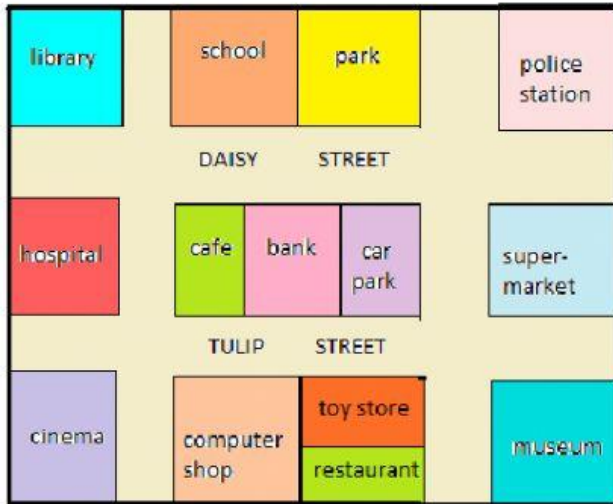 library
school
park
police
station
DAISY STREET
hospital
cafe
bank
car
park
super-
market
TULIP STREET
cinema
computer
shop
toy store
restaurant
museum